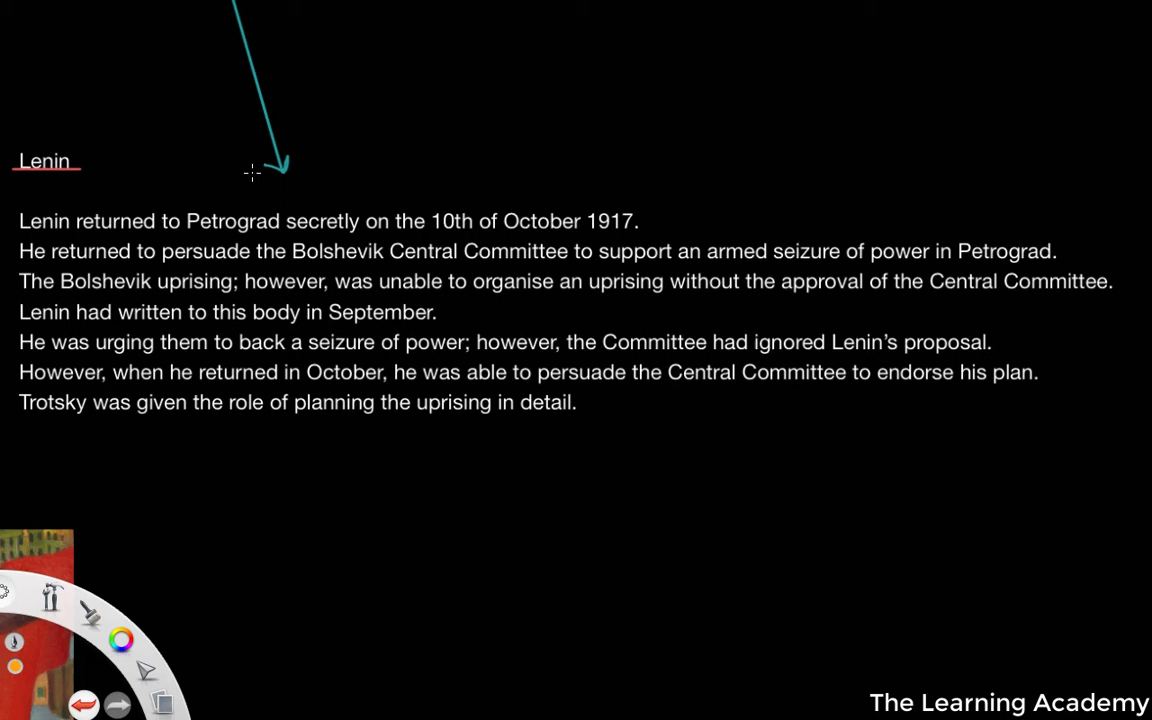 Lenin
Lenin returned to Petrograd secretly on the 10th of October 1917.
He returned to persuade the Bolshevik Central Committee to support an armed seizure of power in Petrograd.
The Bolshevik uprising; however, was unable to organise an uprising without the approval of the Central Committee.
Lenin had written to this body in September.
He was urging them to back a seizure of power; however, the Committee had ignored Lenin’s proposal.
However, when he returned in October, he was able to persuade the Central Committee to endorse his plan.
Trotsky was given the role of planning the uprising in detail.
The Learning Academy